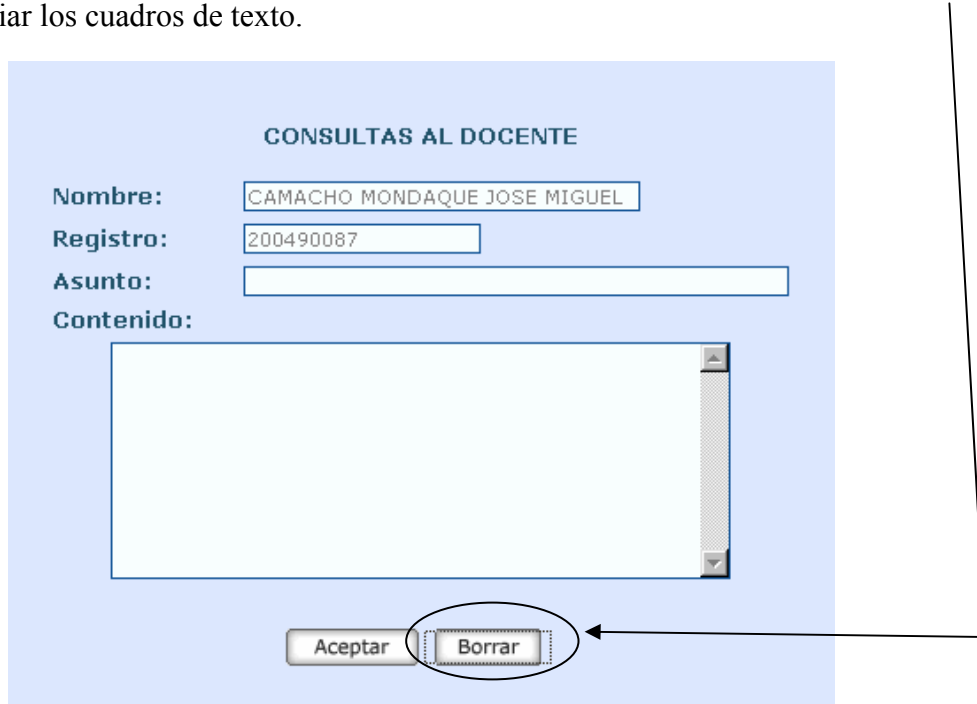 iar los cuadros de texto.
CONSULTAS AL DOCENTE
Nombre: CAMACHO MONDAQUE JOSE MIGUEL
Registro: 200490087
Asunto:
Contenido:
Aceptar Borrar